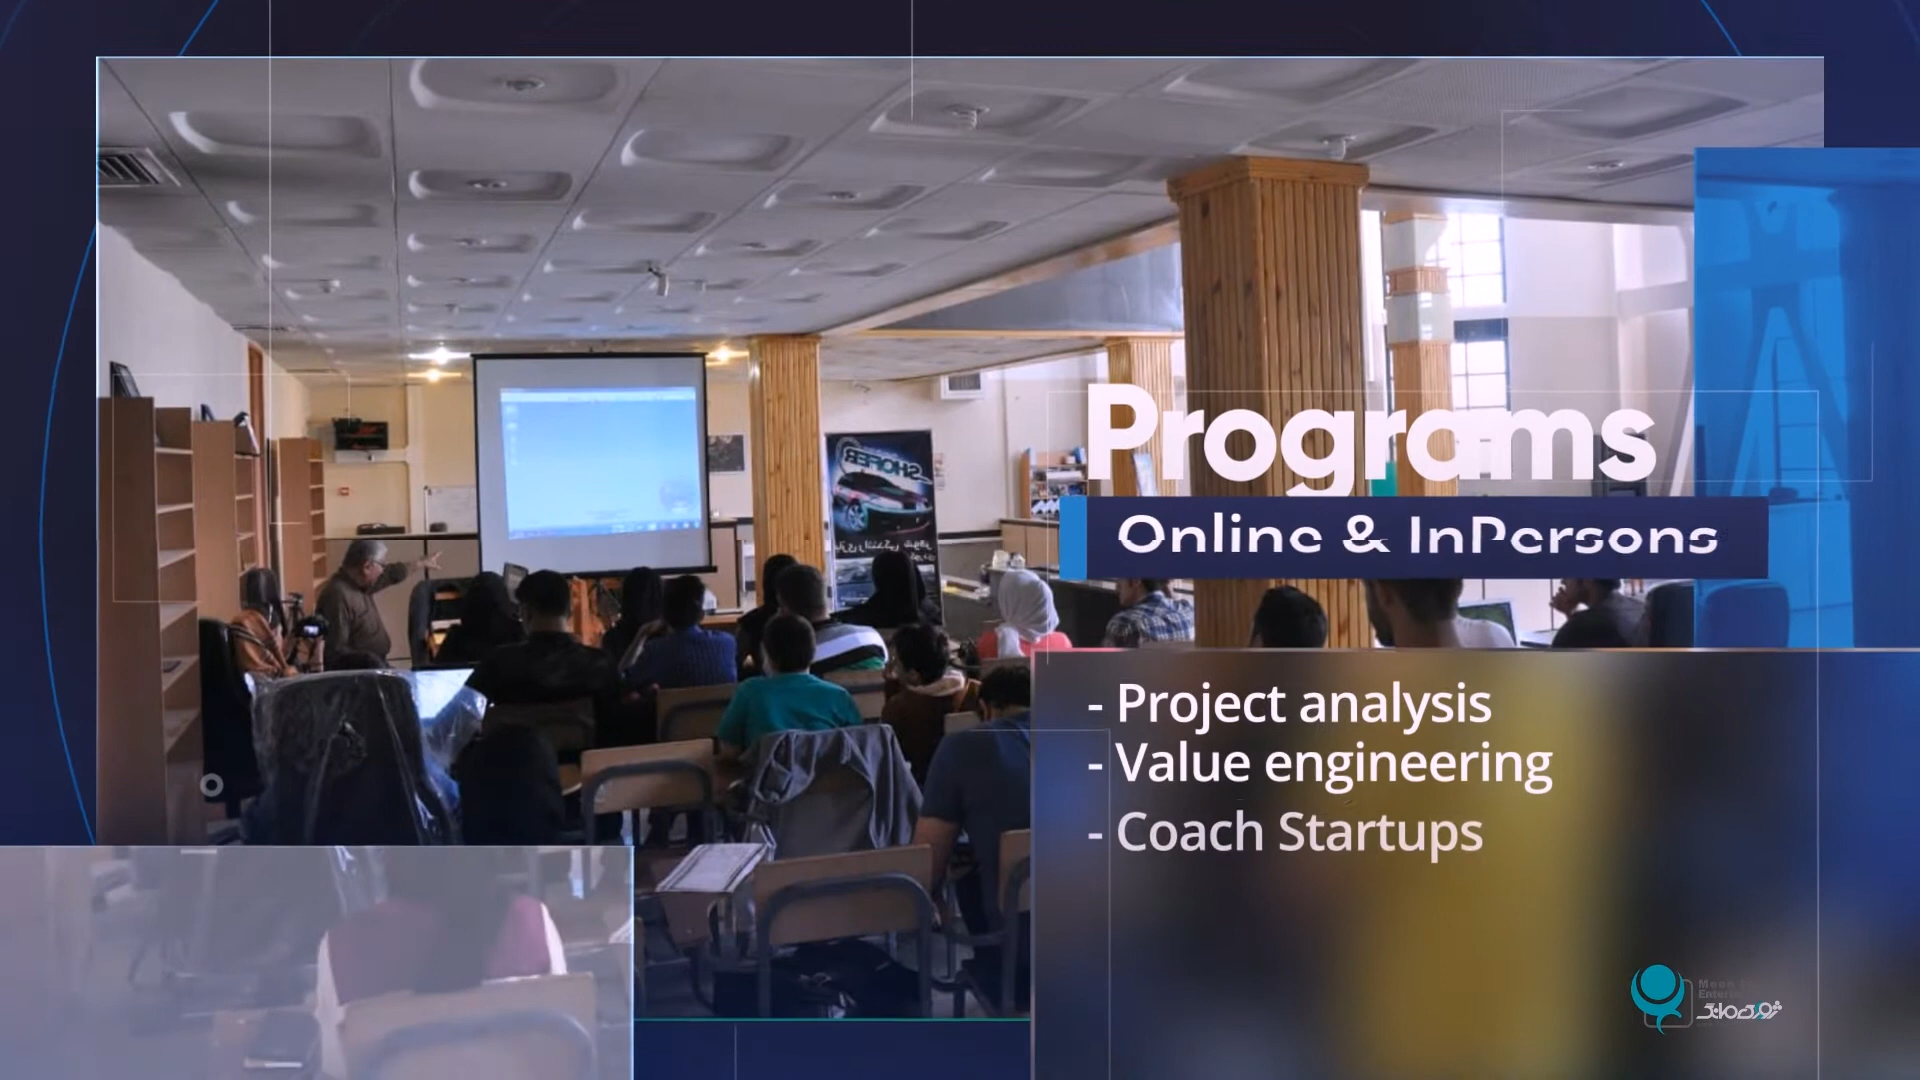 Programs
Online & InPersons
- Project analysis
- Value engineering
- Coach Startups